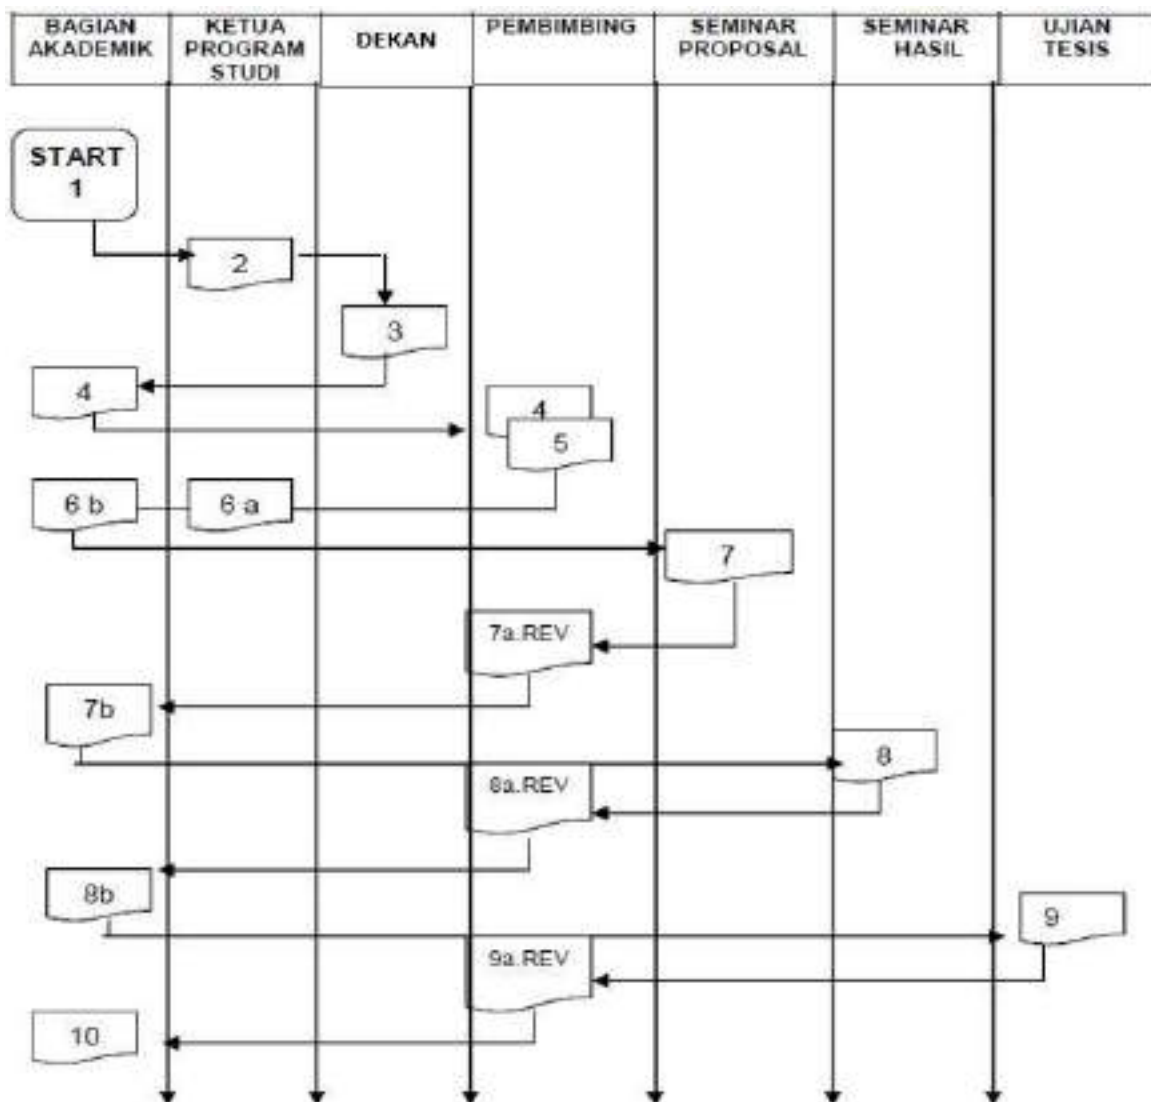 BAGIAN AKADEMIK
KETUA PROGRAM STUDI
DEKAN
PEMBIMBING
SEMINAR PROPOSAL
SEMINAR HASIL
UJIAN TESIS
START
1
2
3
4
4
5
6 b
6 a
7
7a.REV
7b
8
8a.REV
8b
9
9a.REV
10